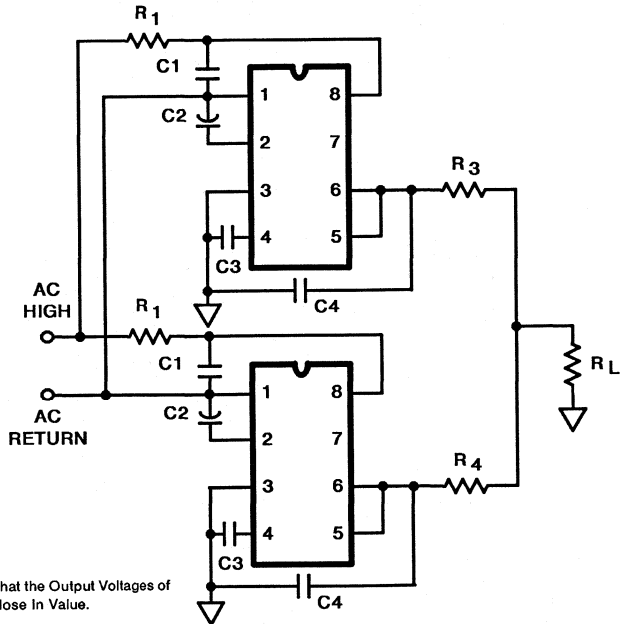 R1
C1
1 8
C2
2 7
3 6
R3
4 5
C3
C4
AC
HIGH
R1
C1
1 8
C2
AC
RETURN
2 7
3 6
R4
4 5
C3
C4
RL
hat the Output Voltages of
lose In Value.